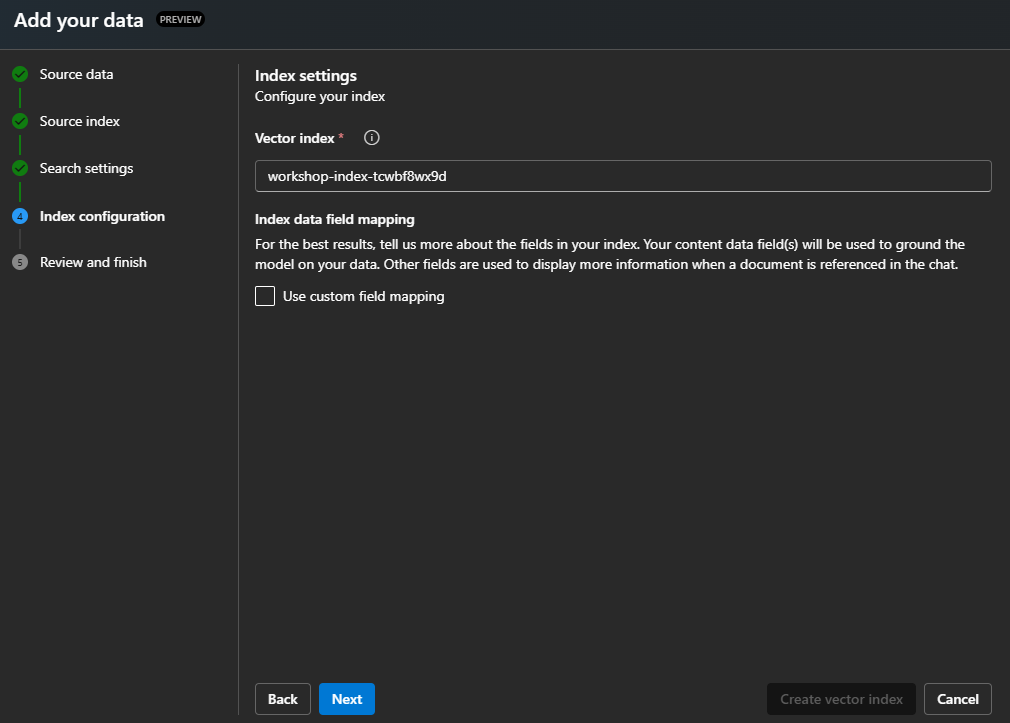 Add your data PREVIEW
Source data
Source index
Search settings
4 Index configuration
5 Review and finish
Index settings
Configure your index
Vector index *
workshop-index-tcwbf8wx9d
Index data field mapping
For the best results, tell us more about the fields in your index. Your content data field(s) will be used to ground the
model on your data. Other fields are used to display more information when a document is referenced in the chat.
Use custom field mapping
Back Next Create vector index Cancel